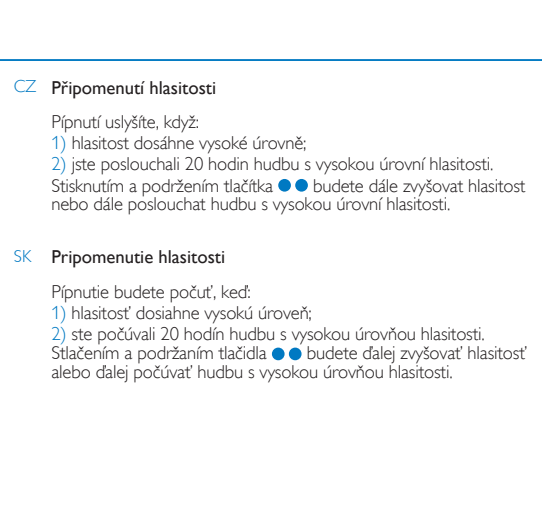 CZ Připomenutí hlasitosti
Pípnutí uslyšíte, když:
1) hlasitost dosáhne vysoké úrovně;
2) jste poslouchali 20 hodin hudbu s vysokou úrovní hlasitosti.
Stisknutím a podržením tlačítka ●● budete dále zvyšovat hlasitost
nebo dále poslouchat hudbu s vysokou úrovní hlasitosti.
SK Pripomenutie hlasitosti
Pípnutie budete počuť, keď:
1) hlasitosť dosiahne vysokú úroveň;
2) ste počúvali 20 hodín hudbu s vysokou úrovňou hlasitosti.
Stlačením a podržaním tlačidla ●● budete ďalej zvyšovať hlasitosť
alebo ďalej počúvať hudbu s vysokou úrovňou hlasitosti.